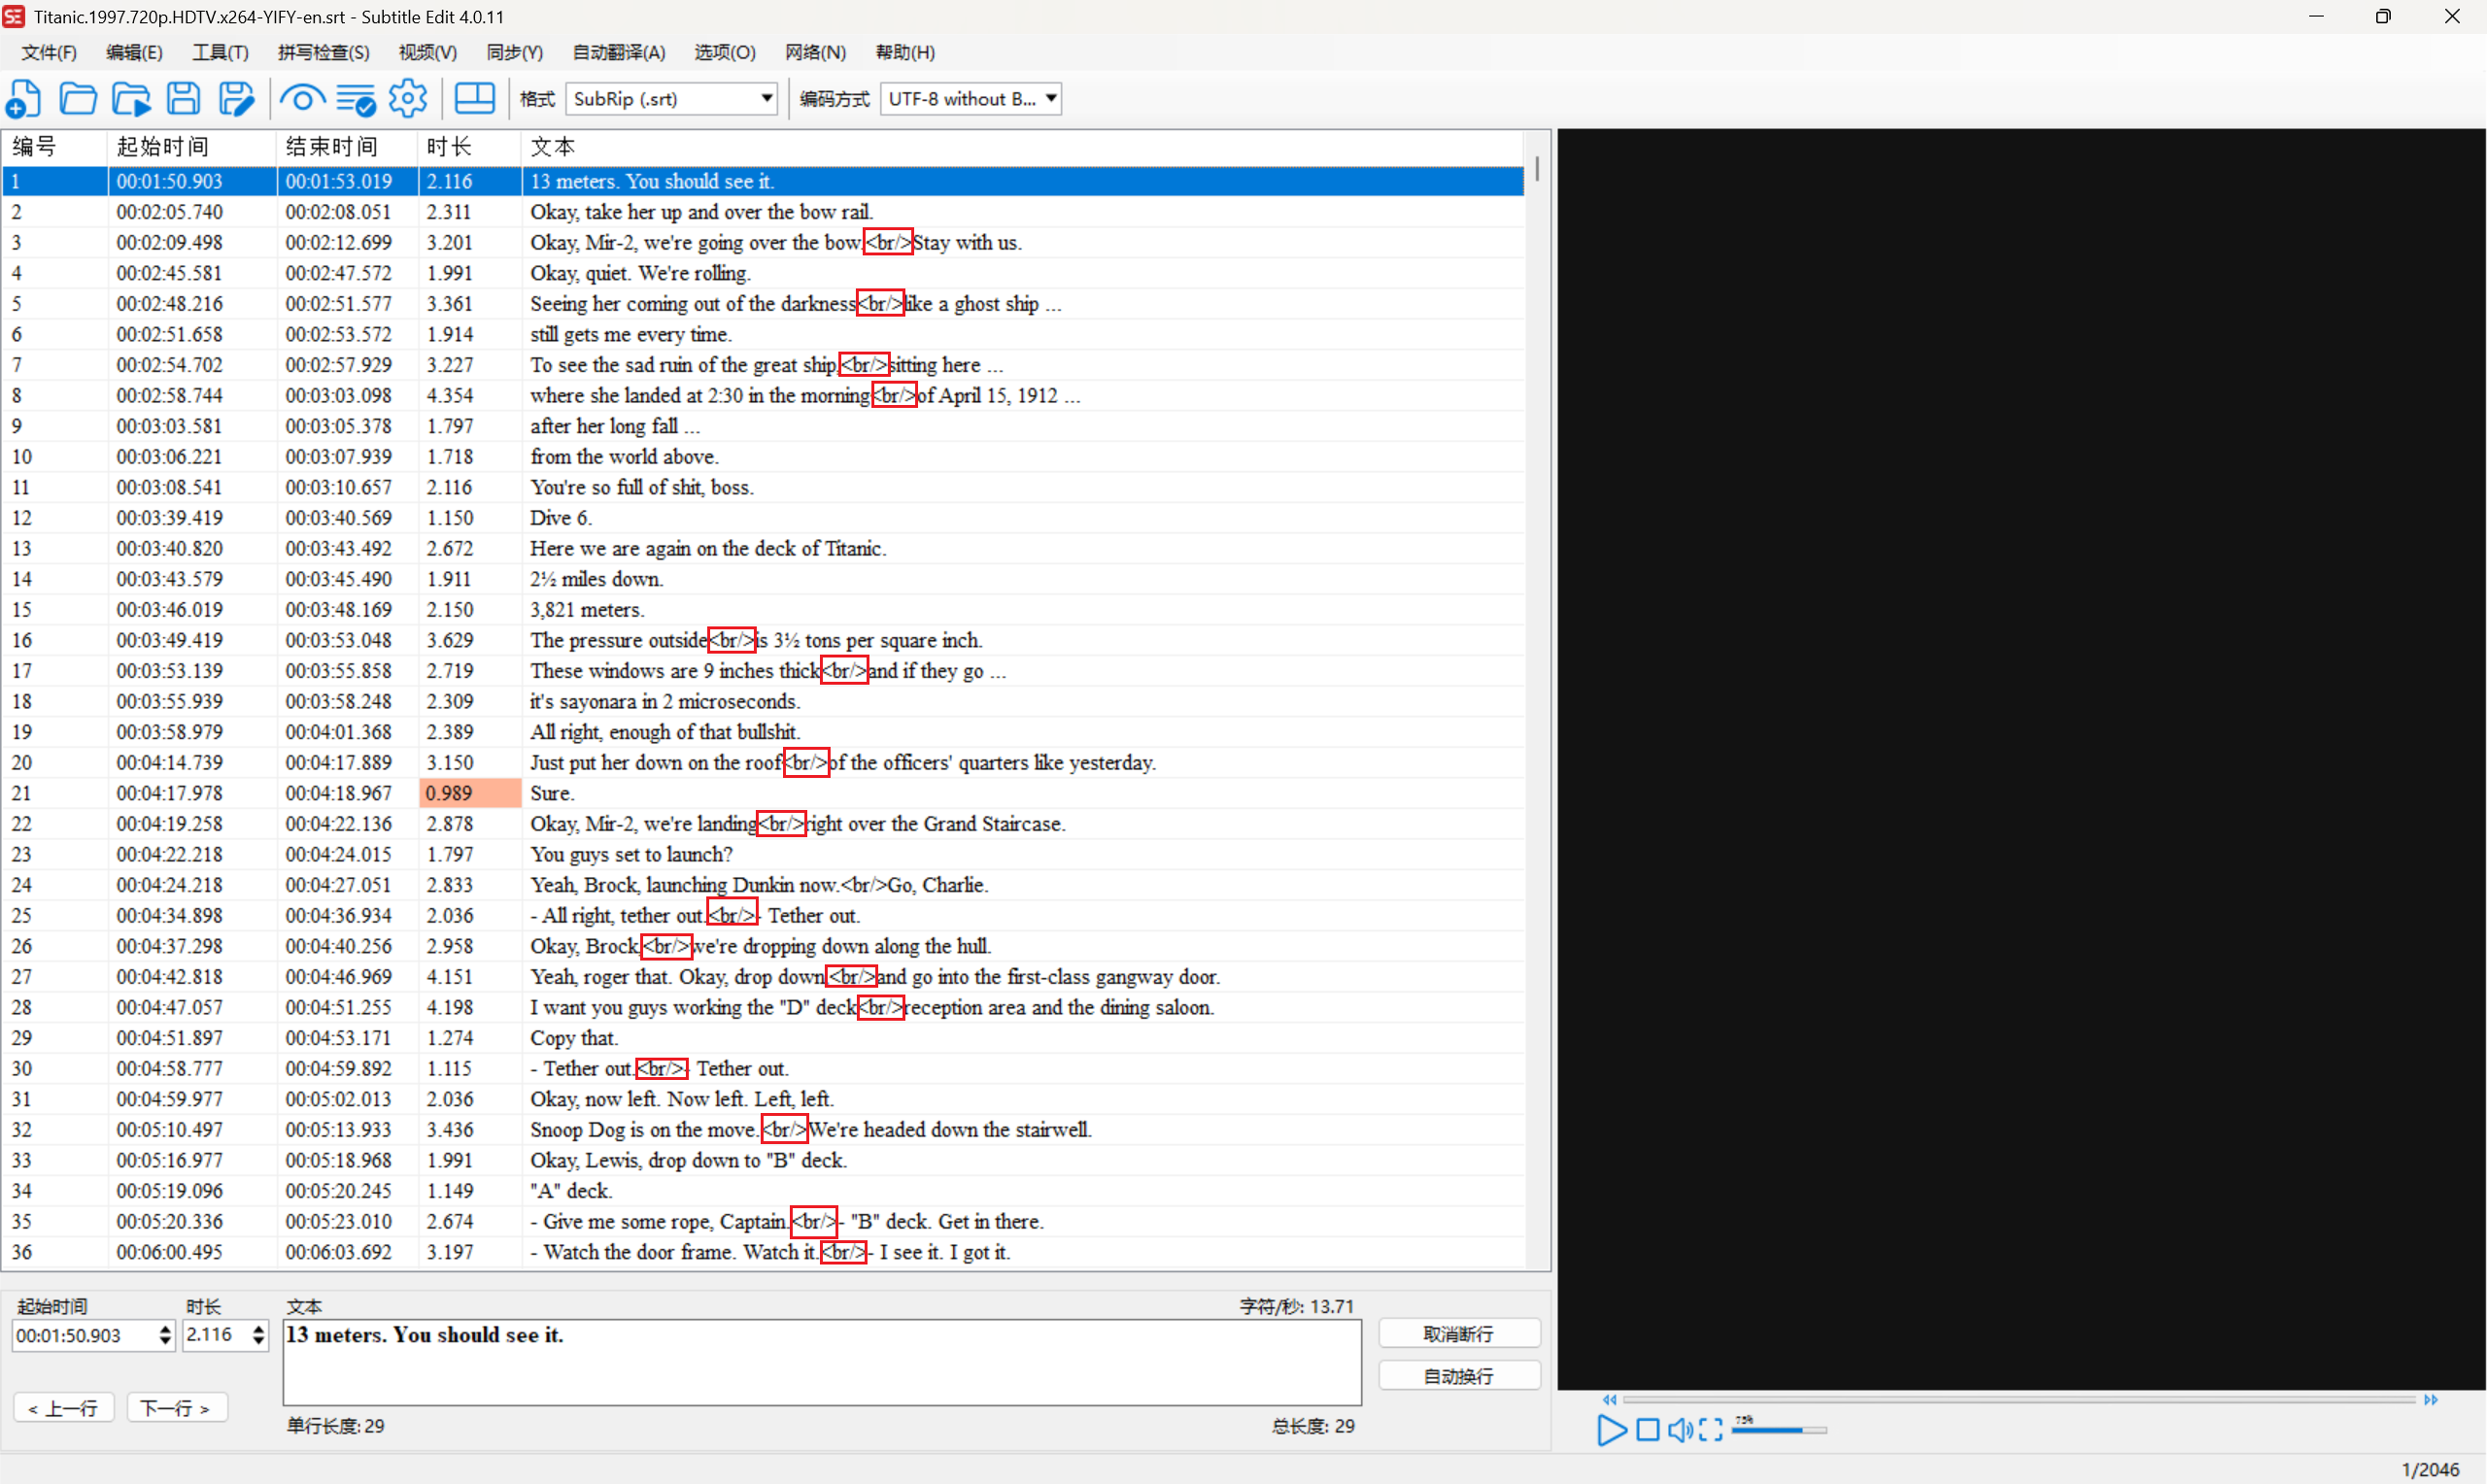 SE Titanic.1997.720p.HDTV.x264-YIFY-en.srt - Subtitle Edit 4.0.11
文件(F) 编辑(E) 工具(T) 拼写检查(S) 视频(V) 同步(Y) 自动翻译(A) 选项(O) 网络(N) 帮助(H)
格式 SubRip (.srt) 编码方式 UTF-8 without B...
编号 起始时间 结束时间 时长 文本
1 00:01:50.903 00:01:53.019 2.116 13 meters. You should see it.
2 00:02:05.740 00:02:08.051 2.311 Okay, take her up and over the bow rail.
3 00:02:09.498 00:02:12.699 3.201 Okay, Mir-2, we're going over the bow.<br/>Stay with us.
4 00:02:45.581 00:02:47.572 1.991 Okay, quiet. We're rolling.
5 00:02:48.216 00:02:51.577 3.361 Seeing her coming out of the darkness<br/>like a ghost ship ...
6 00:02:51.658 00:02:53.572 1.914 still gets me every time.
7 00:02:54.702 00:02:57.929 3.227 To see the sad ruin of the great ship,<br/>sitting here ...
8 00:02:58.744 00:03:03.098 4.354 where she landed at 2:30 in the morning<br/>of April 15, 1912 ...
9 00:03:03.581 00:03:05.378 1.797 after her long fall ...
10 00:03:06.221 00:03:07.939 1.718 from the world above.
11 00:03:08.541 00:03:10.657 2.116 You're so full of shit, boss.
12 00:03:39.419 00:03:40.569 1.150 Dive 6.
13 00:03:40.820 00:03:43.492 2.672 Here we are again on the deck of Titanic.
14 00:03:43.579 00:03:45.490 1.911 2½ miles down.
15 00:03:46.019 00:03:48.169 2.150 3,821 meters.
16 00:03:49.419 00:03:53.048 3.629 The pressure outside<br/>is 3½ tons per square inch.
17 00:03:53.139 00:03:55.858 2.719 These windows are 9 inches thick<br/>and if they go ...
18 00:03:55.939 00:03:58.248 2.309 it's sayonara in 2 microseconds.
19 00:03:58.979 00:04:01.368 2.389 All right, enough of that bullshit.
20 00:04:14.739 00:04:17.889 3.150 Just put her down on the roof<br/>of the officers' quarters like yesterday.
21 00:04:17.978 00:04:18.967 0.989 Sure.
22 00:04:19.258 00:04:22.136 2.878 Okay, Mir-2, we're landing<br/>right over the Grand Staircase.
23 00:04:22.218 00:04:24.015 1.797 You guys set to launch?
24 00:04:24.218 00:04:27.051 2.833 Yeah, Brock, launching Dunkin now.<br/>Go, Charlie.
25 00:04:34.898 00:04:36.934 2.036 - All right, tether out.<br/>- Tether out.
26 00:04:37.298 00:04:40.256 2.958 Okay, Brock,<br/>we're dropping down along the hull.
27 00:04:42.818 00:04:46.969 4.151 Yeah, roger that. Okay, drop down,<br/>and go into the first-class gangway door.
28 00:04:47.057 00:04:51.255 4.198 I want you guys working the "D" deck<br/>reception area and the dining saloon.
29 00:04:51.897 00:04:53.171 1.274 Copy that.
30 00:04:58.777 00:04:59.892 1.115 - Tether out.<br/>- Tether out.
31 00:04:59.977 00:05:02.013 2.036 Okay, now left. Now left. Left, left.
32 00:05:10.497 00:05:13.933 3.436 Snoop Dog is on the move.<br/>We're headed down the stairwell.
33 00:05:16.977 00:05:18.968 1.991 Okay, Lewis, drop down to "B" deck.
34 00:05:19.096 00:05:20.245 1.149 "A" deck.
35 00:05:20.336 00:05:23.010 2.674 - Give me some rope, Captain.<br/>- "B" deck. Get in there.
36 00:06:00.495 00:06:03.692 3.197 - Watch the door frame. Watch it.<br/>- I see it. I got it.
起始时间 时长 文本 字符/秒: 13.71
00:01:50.903 2.116 13 meters. You should see it. 取消断行
自动换行
< 上一行 下一行 >
单行长度: 29 总长度: 29
75%
1/2046